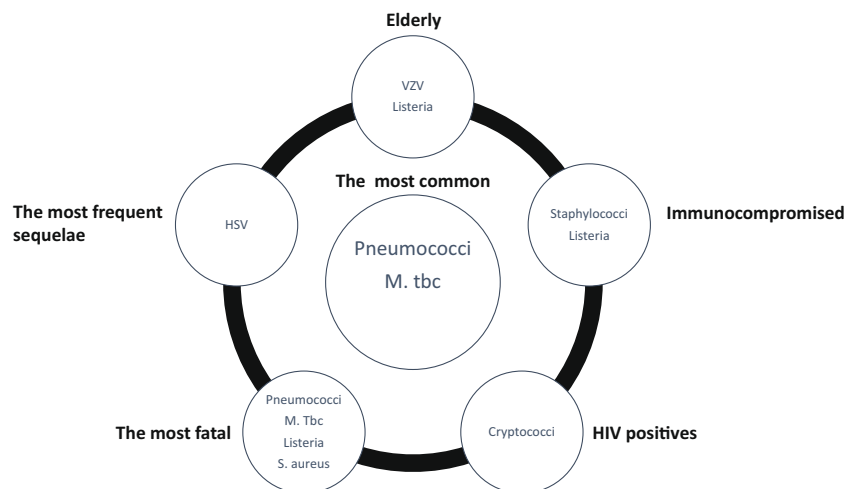 Elderly
VZV
Listeria
The most common
Pneumococci
M. tbc
The most frequent
sequelae
HSV
Staphylococci
Listeria
Immunocompromised
The most fatal
Pneumococci
M. Tbc
Listeria
S. aureus
Cryptococci
HIV positives